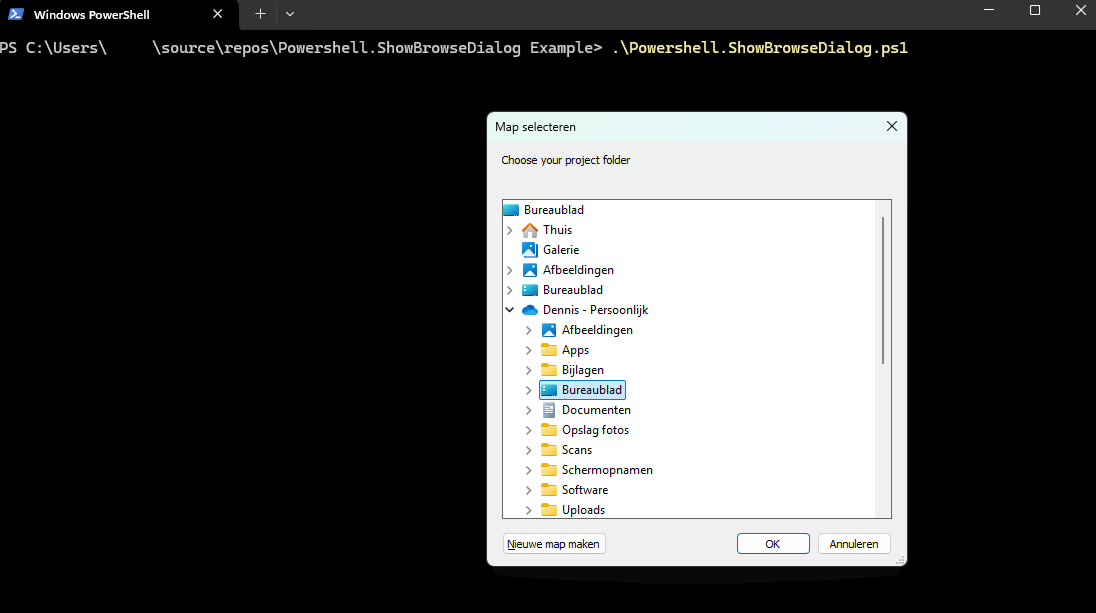 Windows PowerShell
PS C:\Users\ \source\repos\Powershell.ShowBrowseDialog Example> .\Powershell.ShowBrowseDialog.ps1
Map selecteren
Choose your project folder
Bureaublad
Thuis
Galerie
Afbeeldingen
Bureaublad
Dennis - Persoonlijk
Afbeeldingen
Apps
Bijlagen
Bureaublad
Documenten
Opslag fotos
Scans
Schermopnamen
Software
Uploads
Nieuwe map maken OK Annuleren